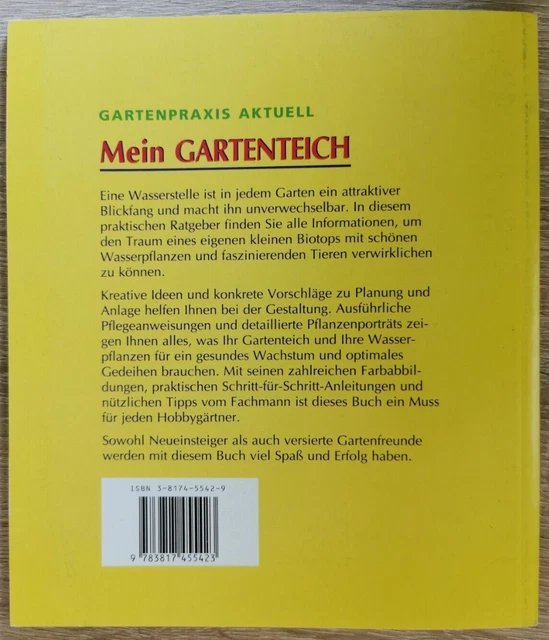 GARTENPRAXIS AKTUELL
Mein GARTENTEICH
Eine Wasserstelle ist in jedem Garten ein attraktiver
Blickfang und macht ihn unverwechselbar. In diesem
praktischen Ratgeber finden Sie alle Informationen, um
den Traum eines eigenen kleinen Biotops mit schönen
Wasserpflanzen und faszinierenden Tieren verwirklichen
zu können.
Kreative Ideen und konkrete Vorschläge zu Planung und
Anlage helfen Ihnen bei der Gestaltung. Ausführliche
Pflegeanweisungen und detaillierte Pflanzenporträts zei-
gen Ihnen alles, was Ihr Gartenteich und Ihre Wasser-
pflanzen für ein gesundes Wachstum und optimales
Gedeihen brauchen. Mit seinen zahlreichen Farbabbil-
dungen, praktischen Schritt-für-Schritt-Anleitungen und
nützlichen Tipps vom Fachmann ist dieses Buch ein Muss
für jeden Hobbygärtner.
Sowohl Neueinsteiger als auch versierte Gartenfreunde
werden mit diesem Buch viel Spaß und Erfolg haben.
ISBN 3-8174-5542-9
9 783817 455423